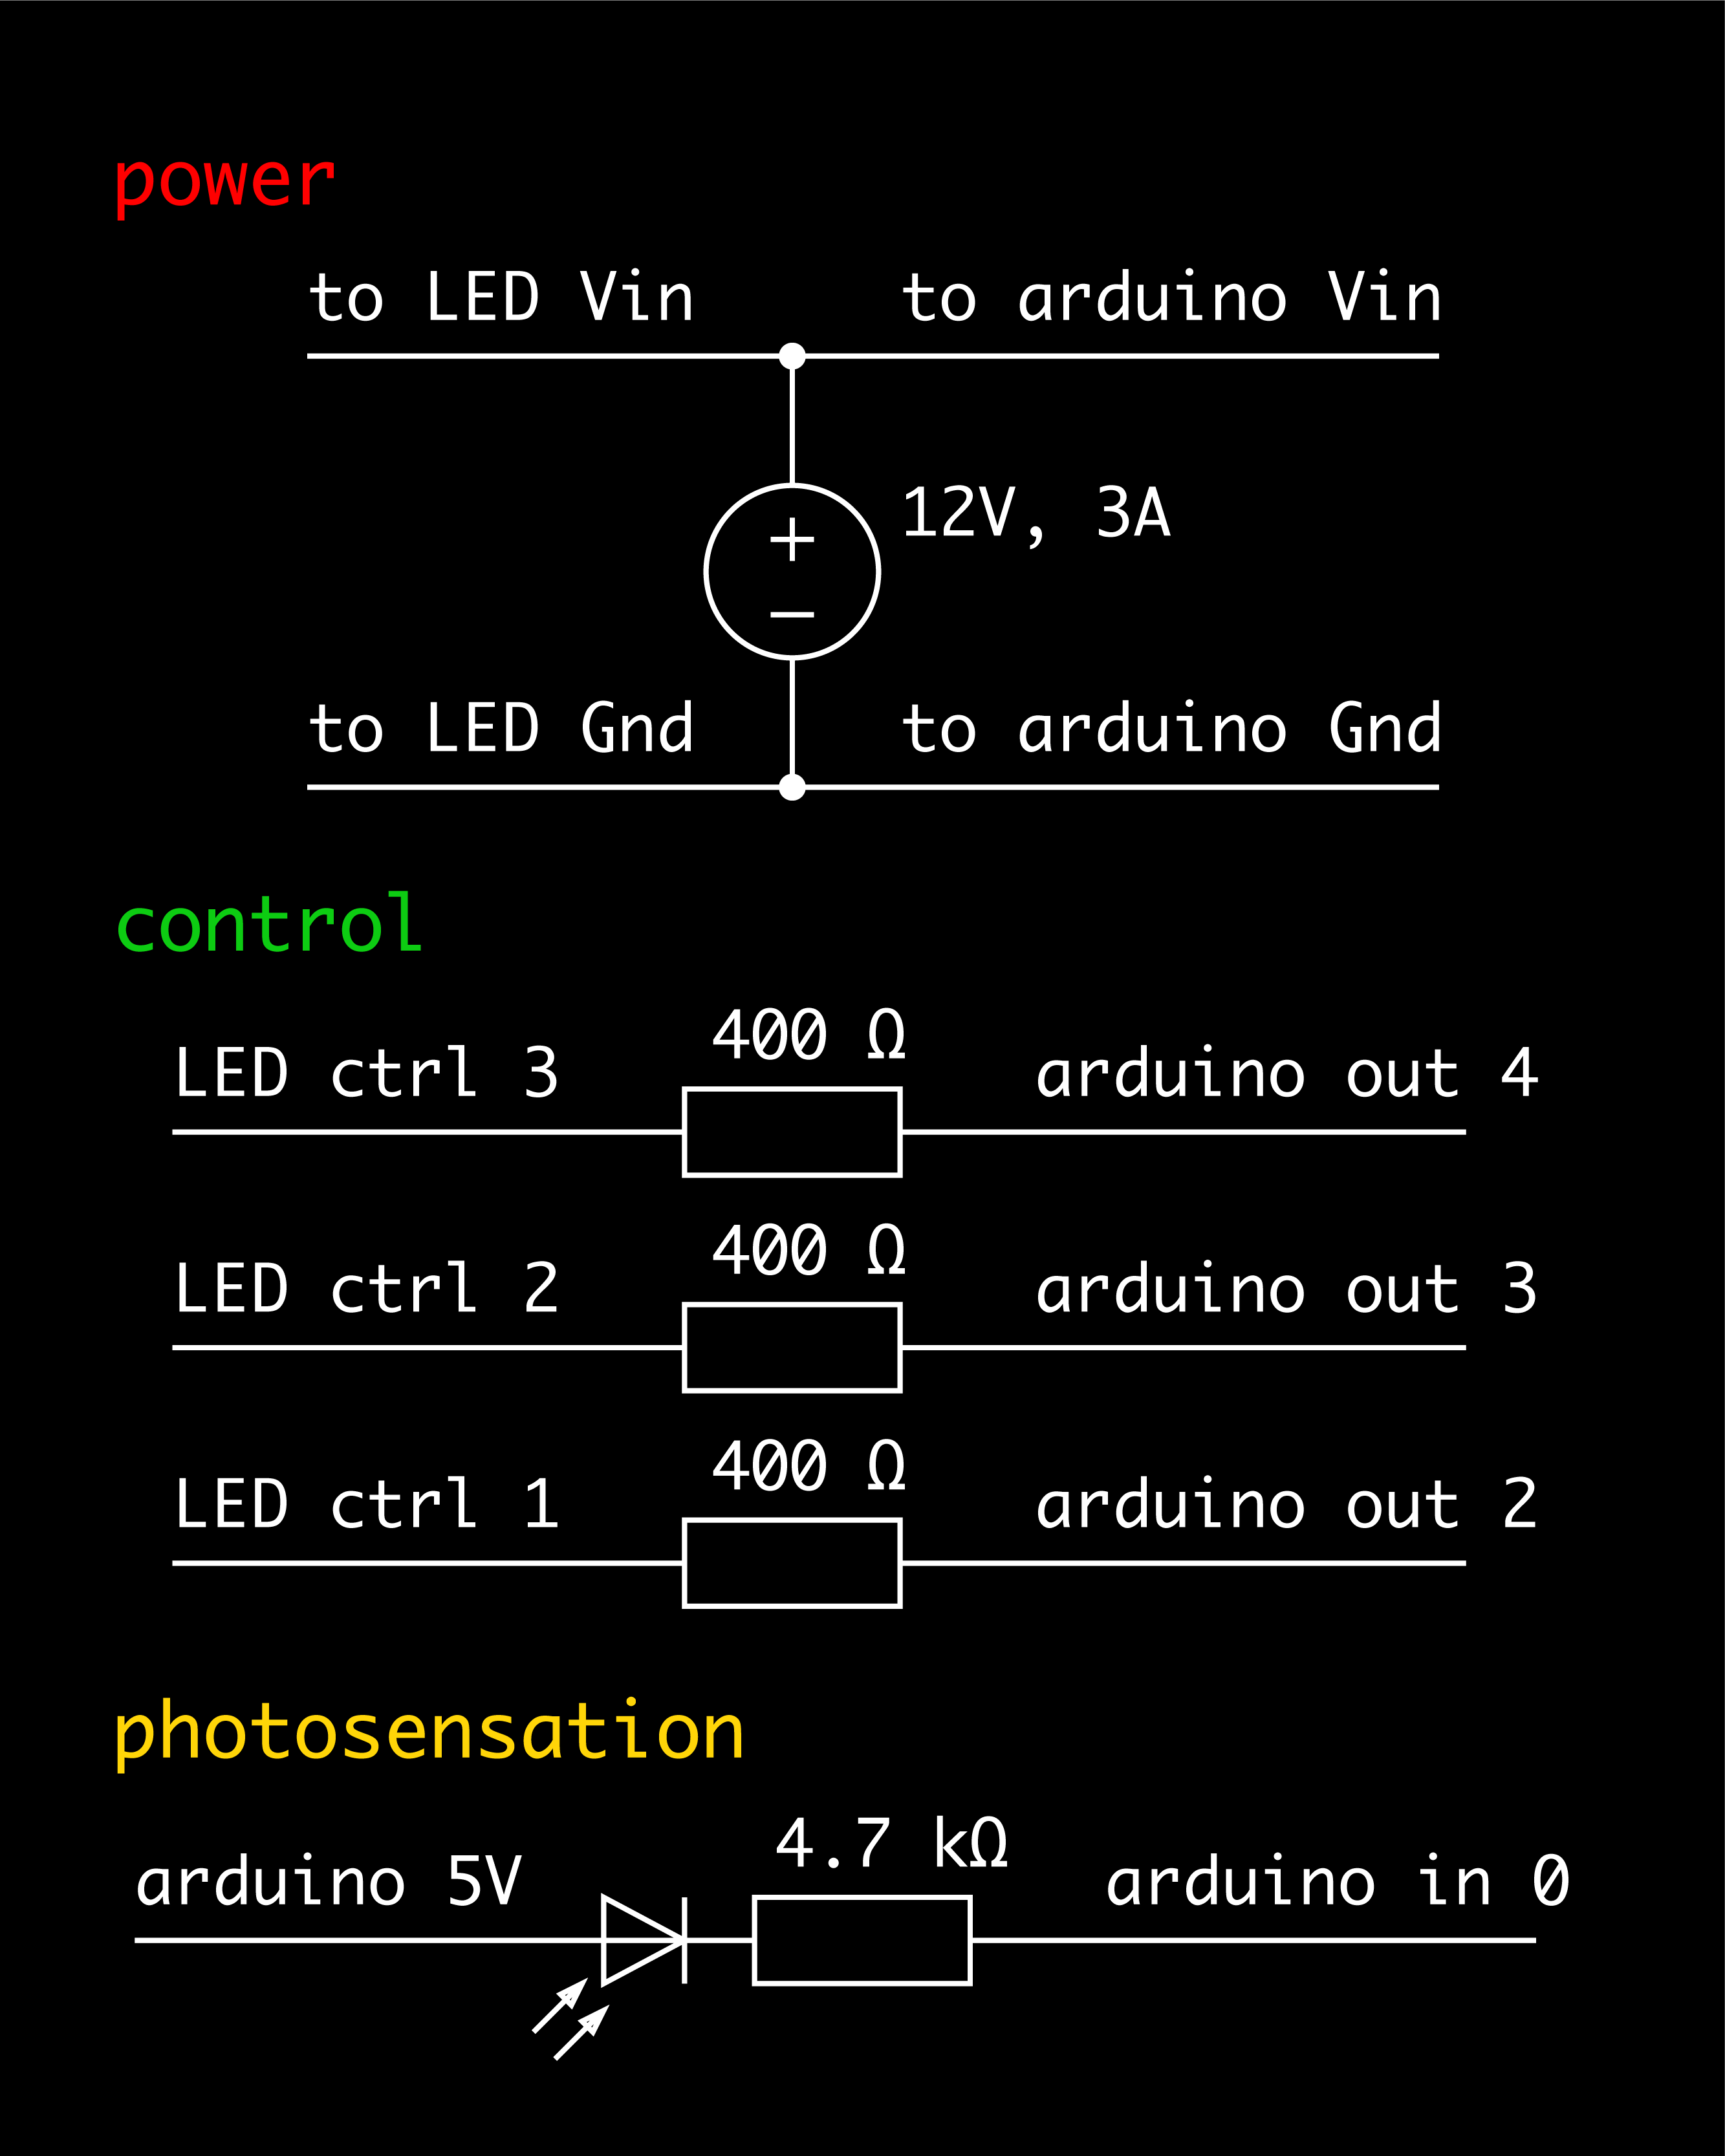 power
to LED Vin to arduino Vin
+
12V, 3A
−
to LED Gnd to arduino Gnd
control
400 Ω
LED ctrl 3 arduino out 4
400 Ω
LED ctrl 2 arduino out 3
400 Ω
LED ctrl 1 arduino out 2
photosensation
4.7 kΩ
arduino 5V arduino in 0